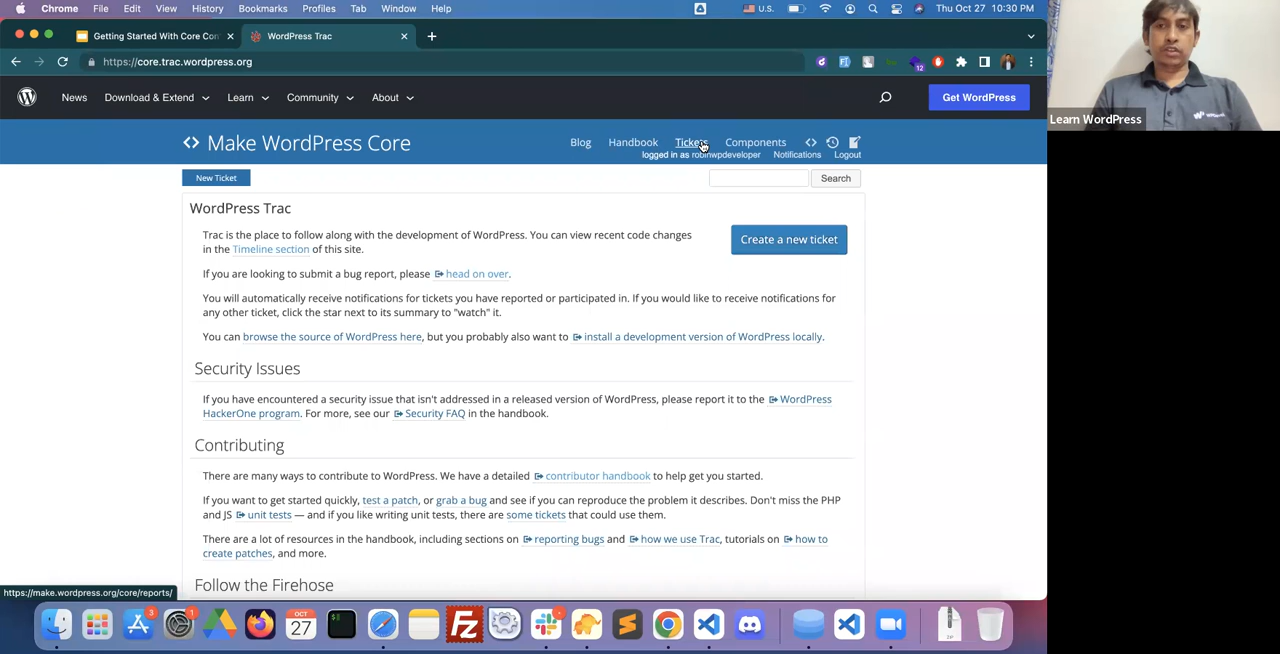 Chrome File Edit View History Bookmarks Profiles Tab Window Help U.S. Thu Oct 27 10:30 PM
Getting Started With Core Con WordPress Trac
https://core.trac.wordpress.org 12
News Download & Extend Learn Community About Get WordPress
Make WordPress Core Blog Handbook Tickets Components
logged in as robinwpdeveloper Notifications Logout
New Ticket Search
WordPress Trac
Trac is the place to follow along with the development of WordPress. You can view recent code changes
in the Timeline section of this site.
Create a new ticket
If you are looking to submit a bug report, please head on over.
You will automatically receive notifications for tickets you have reported or participated in. If you would like to receive notifications for
any other ticket, click the star next to its summary to "watch" it.
You can browse the source of WordPress here, but you probably also want to install a development version of WordPress locally.
Security Issues
If you have encountered a security issue that isn't addressed in a released version of WordPress, please report it to the WordPress
HackerOne program. For more, see our Security FAQ in the handbook.
Contributing
There are many ways to contribute to WordPress. We have a detailed contributor handbook to help get you started.
If you want to get started quickly, test a patch, or grab a bug and see if you can reproduce the problem it describes. Don't miss the PHP
and JS unit tests — and if you like writing unit tests, there are some tickets that could use them.
There are a lot of resources in the handbook, including sections on reporting bugs and how we use Trac, tutorials on how to
create patches, and more.
Follow the Firehose
https://make.wordpress.org/core/reports/
3 1 OCT 27 Fz ZIP
Learn WordPress